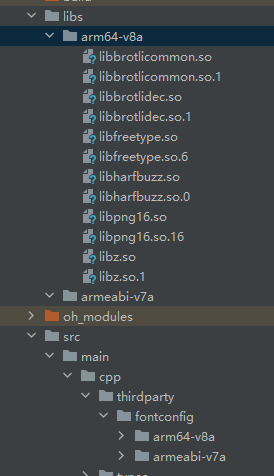 libs
arm64-v8a
libbrotlicommon.so
libbrotlicommon.so.1
libbrotlidec.so
libbrotlidec.so.1
libfreetype.so
libfreetype.so.6
libharfbuzz.so
libharfbuzz.so.0
libpng16.so
libpng16.so.16
libz.so
libz.so.1
armeabi-v7a
oh_modules
src
main
cpp
thirdparty
fontconfig
arm64-v8a
armeabi-v7a